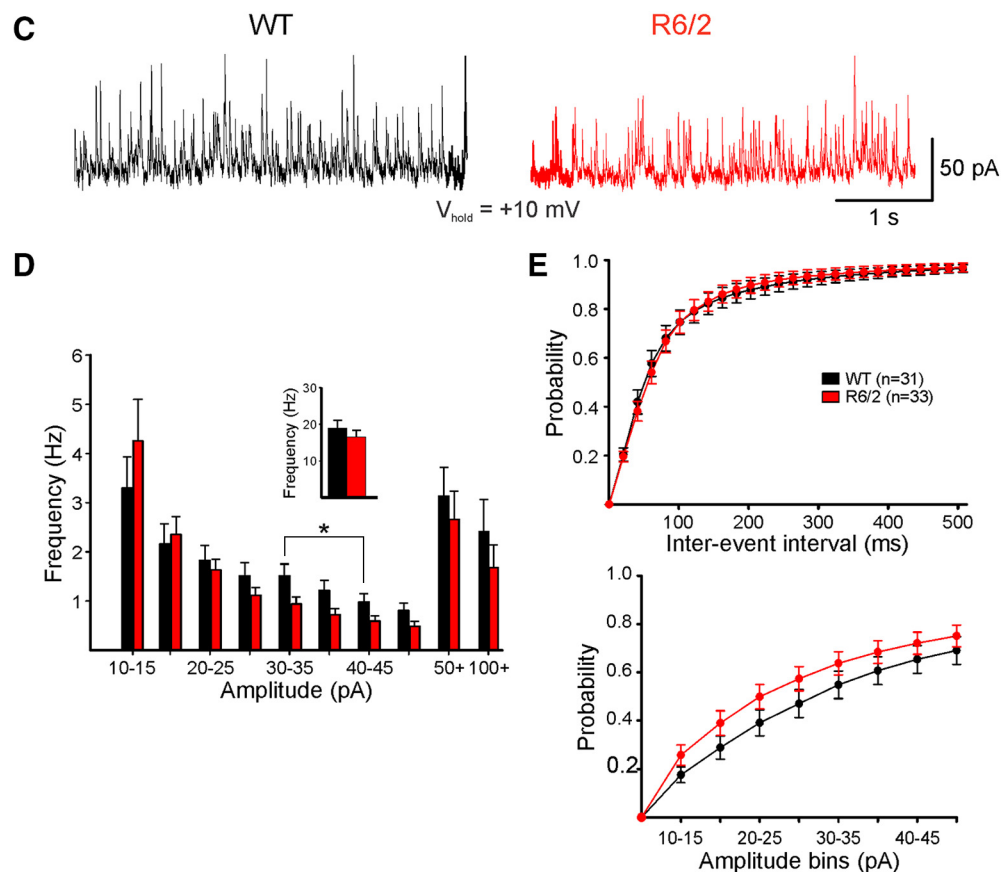 C
WT
R6/2
50 pA
V hold = +10 mV
1 s
D
6
5
4
3
2
1
0
Frequency (Hz)
30
20
10
Frequency (Hz)
*
10-15
20-25
30-35
40-45
50+
100+
Amplitude (pA)
E
1.0
0.8
0.6
0.4
0.2
Probability
WT (n=31)
R6/2 (n=33)
100
200
300
400
500
Inter-event interval (ms)
1.0
0.8
0.6
0.4
0.2
Probability
10-15
20-25
30-35
40-45
Amplitude bins (pA)